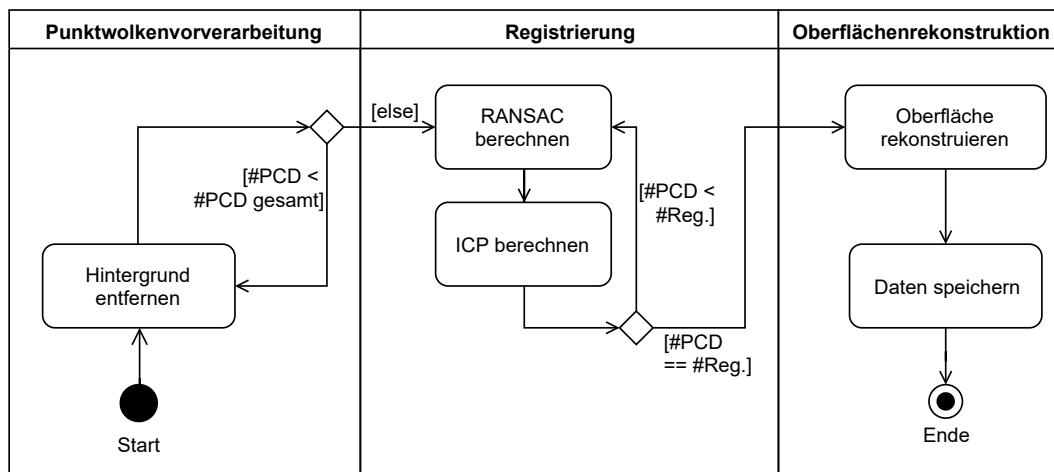 Punktwolkenvorverarbeitung
Registrierung
Oberflächenrekonstruktion
[else]
[#PCD <
#PCD gesamt]
Hintergrund
entfernen
Start
RANSAC
berechnen
ICP berechnen
[#PCD <
#Reg.]
[#PCD
== #Reg.]
Oberfläche
rekonstruieren
Daten speichern
Ende